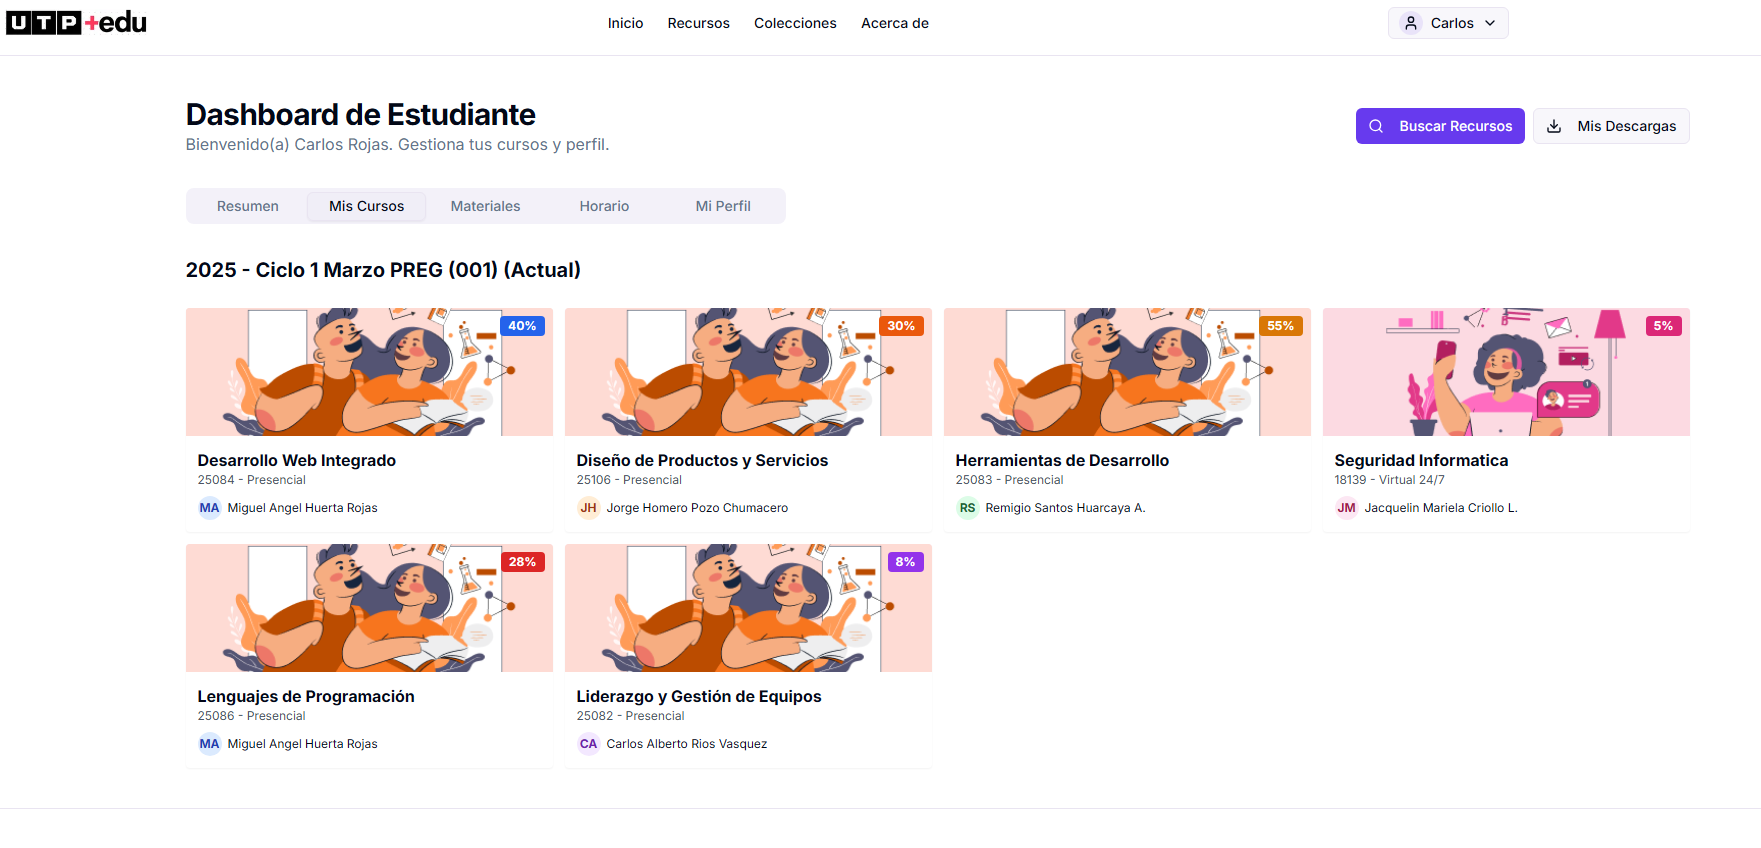 UTP+edu
Inicio
Recursos
Colecciones
Acerca de
Carlos
Dashboard de Estudiante
Bienvenido(a) Carlos Rojas. Gestiona tus cursos y perfil.
Buscar Recursos
Mis Descargas
Resumen
Mis Cursos
Materiales
Horario
Mi Perfil
2025 - Ciclo 1 Marzo PREG (001) (Actual)
40%
Desarrollo Web Integrado
25084 - Presencial
MA Miguel Angel Huerta Rojas
30%
Diseño de Productos y Servicios
25106 - Presencial
JH Jorge Homero Pozo Chumacero
55%
Herramientas de Desarrollo
25083 - Presencial
RS Remigio Santos Huarcaya A.
5%
Seguridad Informatica
18139 - Virtual 24/7
JM Jacquelin Mariela Criollo L.
28%
Lenguajes de Programación
25086 - Presencial
MA Miguel Angel Huerta Rojas
8%
Liderazgo y Gestión de Equipos
25082 - Presencial
CA Carlos Alberto Rios Vasquez